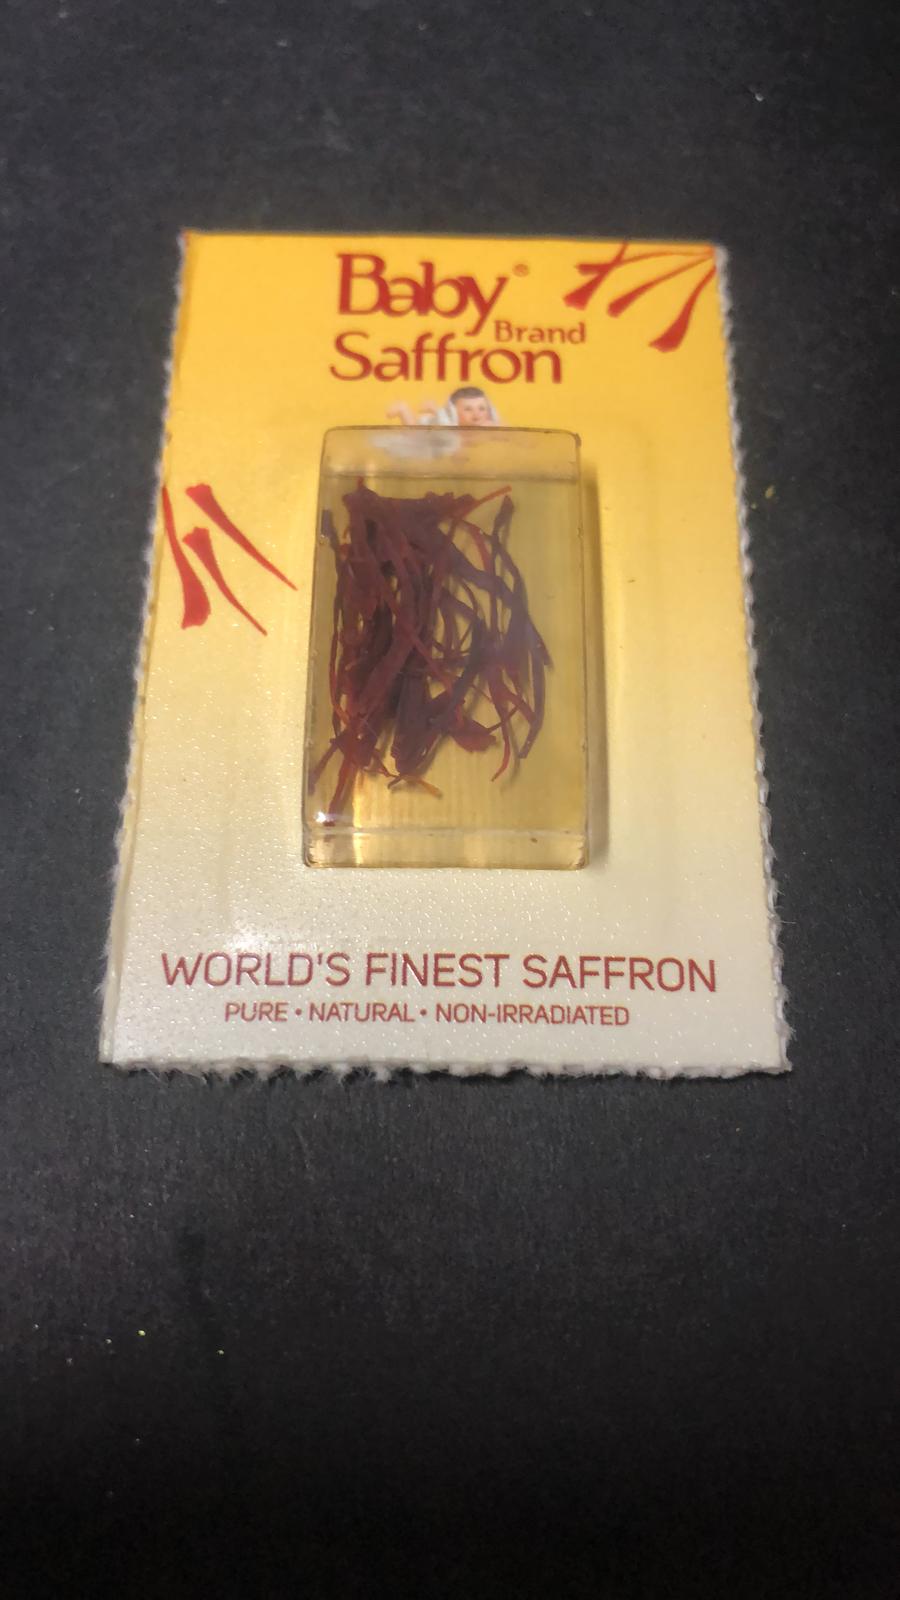 Baby®
Brand
Saffron
WORLD'S FINEST SAFFRON
PURE • NATURAL • NON-IRRADIATED